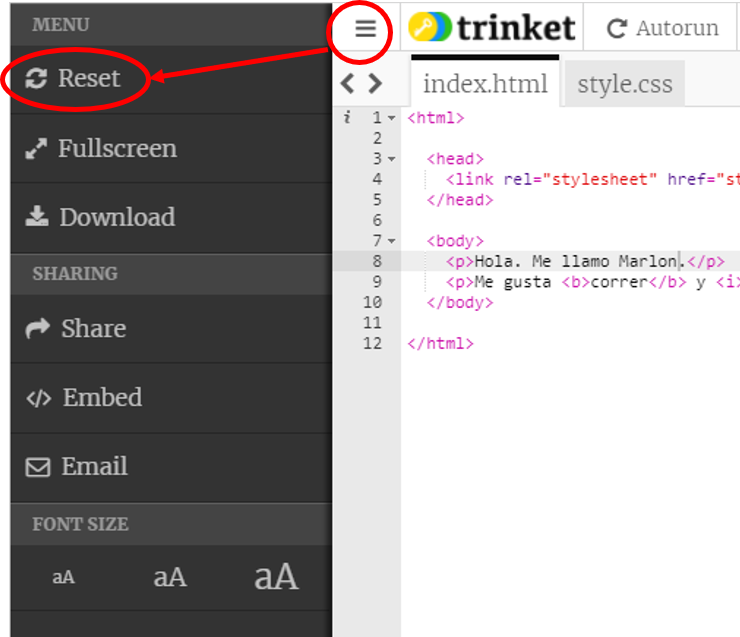 MENU
Reset
Fullscreen
Download
SHARING
Share
Embed
Email
FONT SIZE
aA aA aA
trinket Autorun
index.html style.css
i 1 <html>
2
3 <head>
4 <link rel="stylesheet" href="st
5 </head>
6
7 <body>
8 <p>Hola. Me llamo Marlon.</p>
9 <p>Me gusta <b>correr</b> y <i>
10 </body>
11
12 </html>